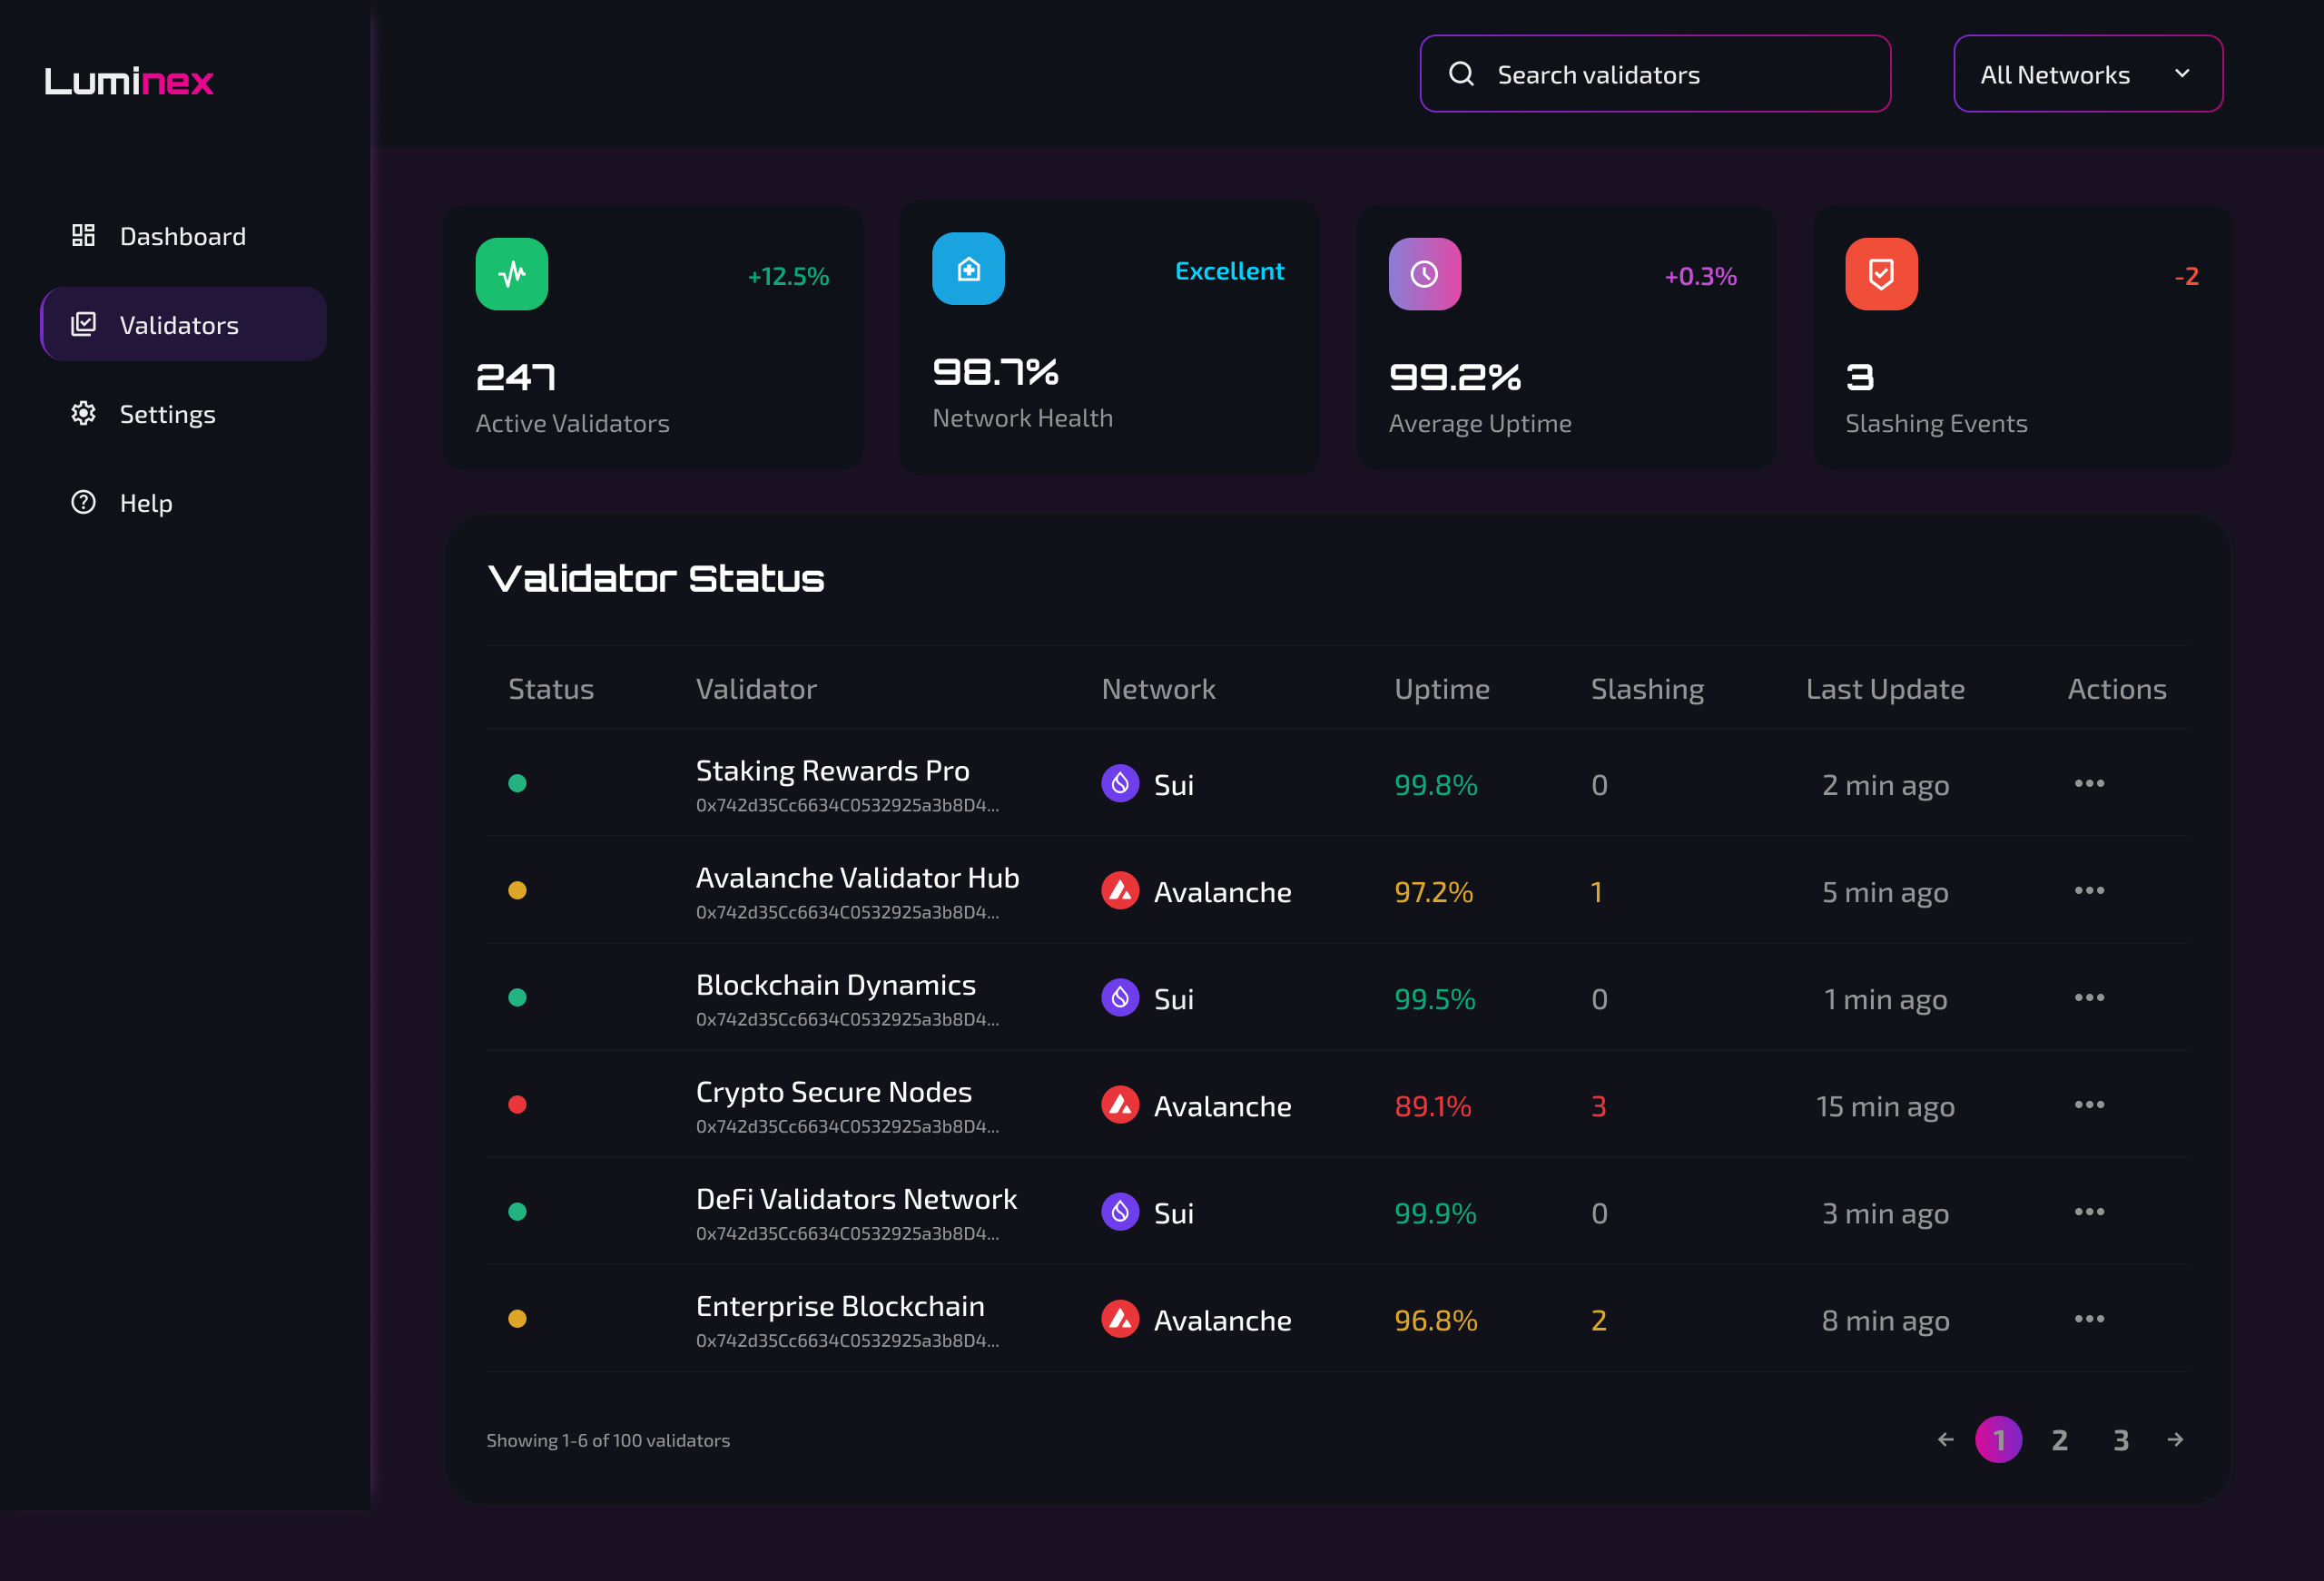 Luminex
Search validators
All Networks
Dashboard
Validators
Settings
Help
+12.5%
247
Active Validators
Excellent
98.7%
Network Health
+0.3%
99.2%
Average Uptime
-2
3
Slashing Events
Validator Status
Status Validator Network Uptime Slashing Last Update Actions
Staking Rewards Pro
0x742d35Cc6634C0532925a3b8D4...
Sui 99.8% 0 2 min ago
Avalanche Validator Hub
0x742d35Cc6634C0532925a3b8D4...
Avalanche 97.2% 1 5 min ago
Blockchain Dynamics
0x742d35Cc6634C0532925a3b8D4...
Sui 99.5% 0 1 min ago
Crypto Secure Nodes
0x742d35Cc6634C0532925a3b8D4...
Avalanche 89.1% 3 15 min ago
DeFi Validators Network
0x742d35Cc6634C0532925a3b8D4...
Sui 99.9% 0 3 min ago
Enterprise Blockchain
0x742d35Cc6634C0532925a3b8D4...
Avalanche 96.8% 2 8 min ago
Showing 1-6 of 100 validators
1 2 3